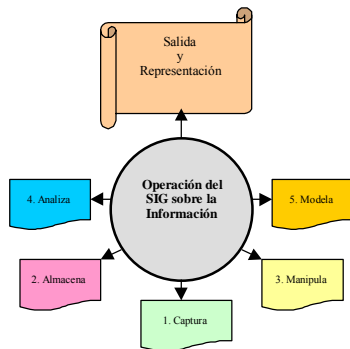 Salida
y
Representación
Operación del
SIG sobre la
Información
4. Analiza
5. Modela
2. Almacena
3. Manipula
1. Captura